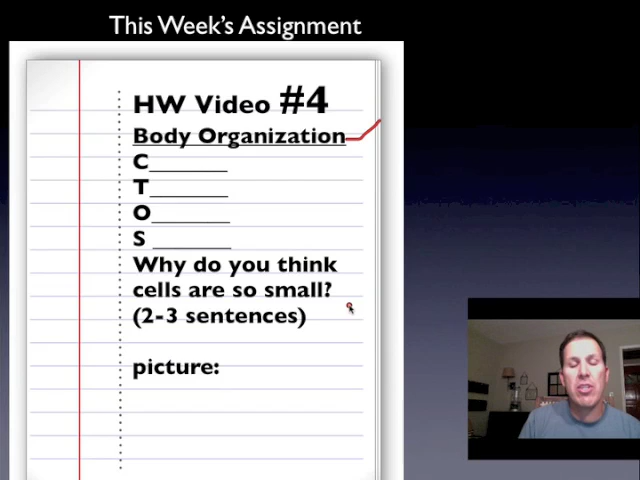 This Week's Assignment
HW Video #4
Body Organization
C_______
T_______
O_______
S _______
Why do you think
cells are so small?
(2-3 sentences)
picture: